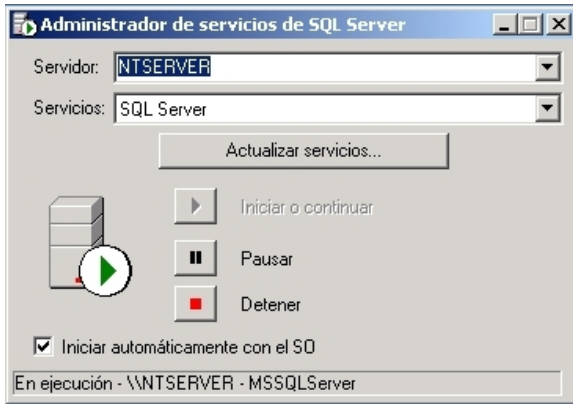 Administrador de servicios de SQL Server
Servidor: NTSERVER
Servicios: SQL Server
Actualizar servicios...
Iniciar o continuar
Pausar
Detener
Iniciar automáticamente con el SO
En ejecución - \\NTSERVER - MSSQLServer